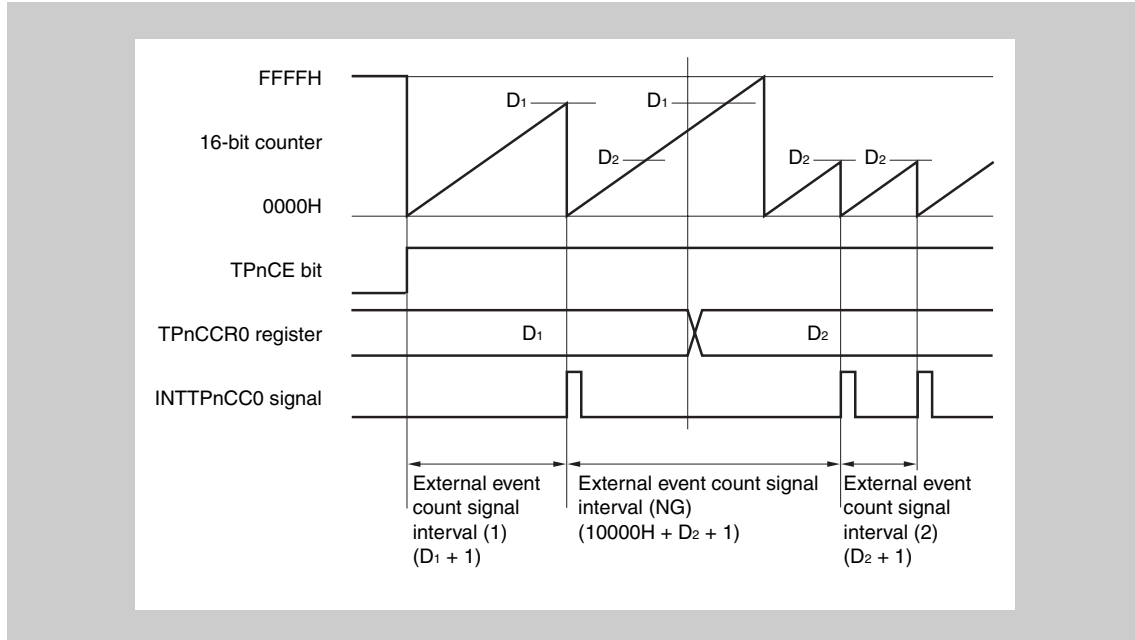 FFFFH
D1
D1
16-bit counter
D2
D2
D2
0000H
TPnCE bit
TPnCCR0 register
D1
D2
INTTPnCC0 signal
External event
count signal
interval (1)
(D1 + 1)
External event count signal
interval (NG)
(10000H + D2 + 1)
External event
count signal
interval (2)
(D2 + 1)